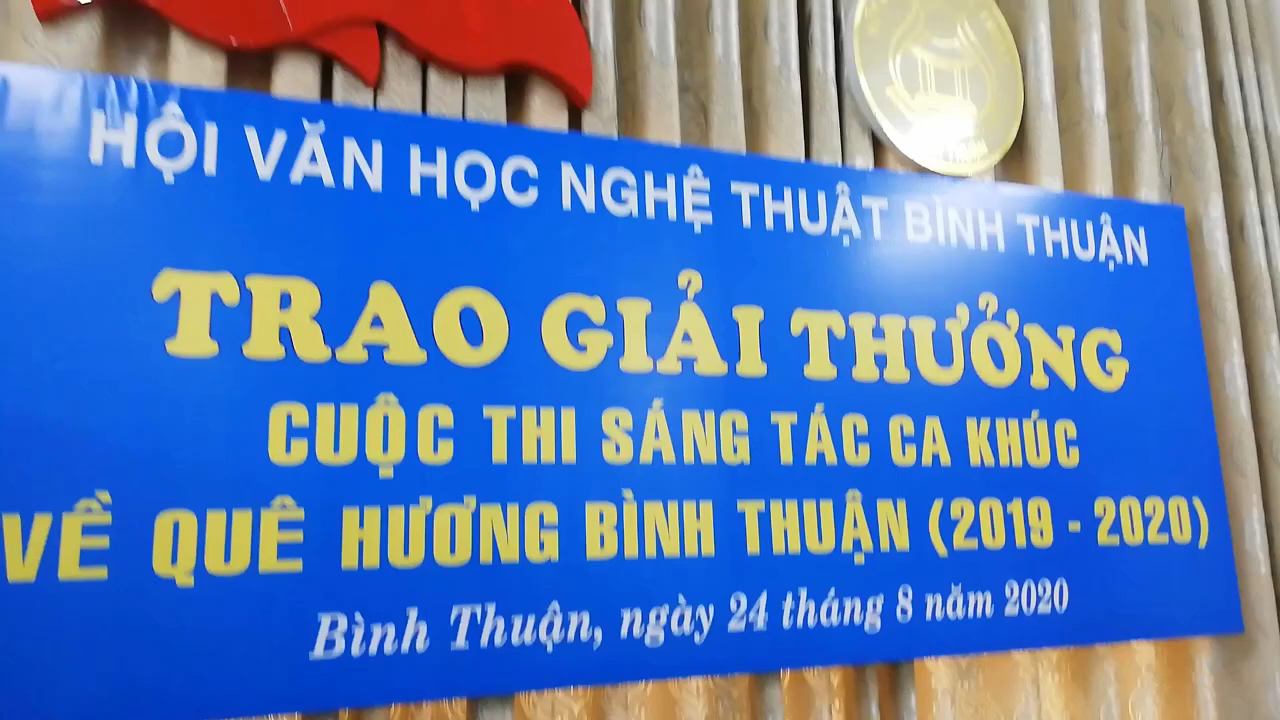 HỘI VĂN HỌC NGHỆ THUẬT BÌNH THUẬN
TRAO GIẢI THƯỞNG
CUỘC THI SÁNG TÁC CA KHÚC
VỀ QUÊ HƯƠNG BÌNH THUẬN (2019 - 2020)
Bình Thuận, ngày 24 tháng 8 năm 2020